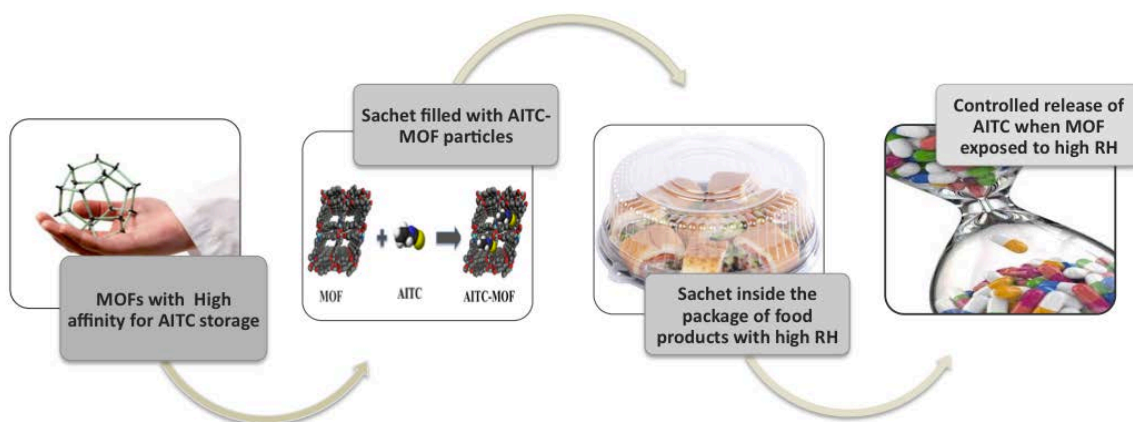 MOFs with High
affinity for AITC storage
Sachet filled with AITC-
MOF particles
+
MOF
AITC
AITC-MOF
Sachet inside the
package of food
products with high RH
Controlled release of
AITC when MOF
exposed to high RH